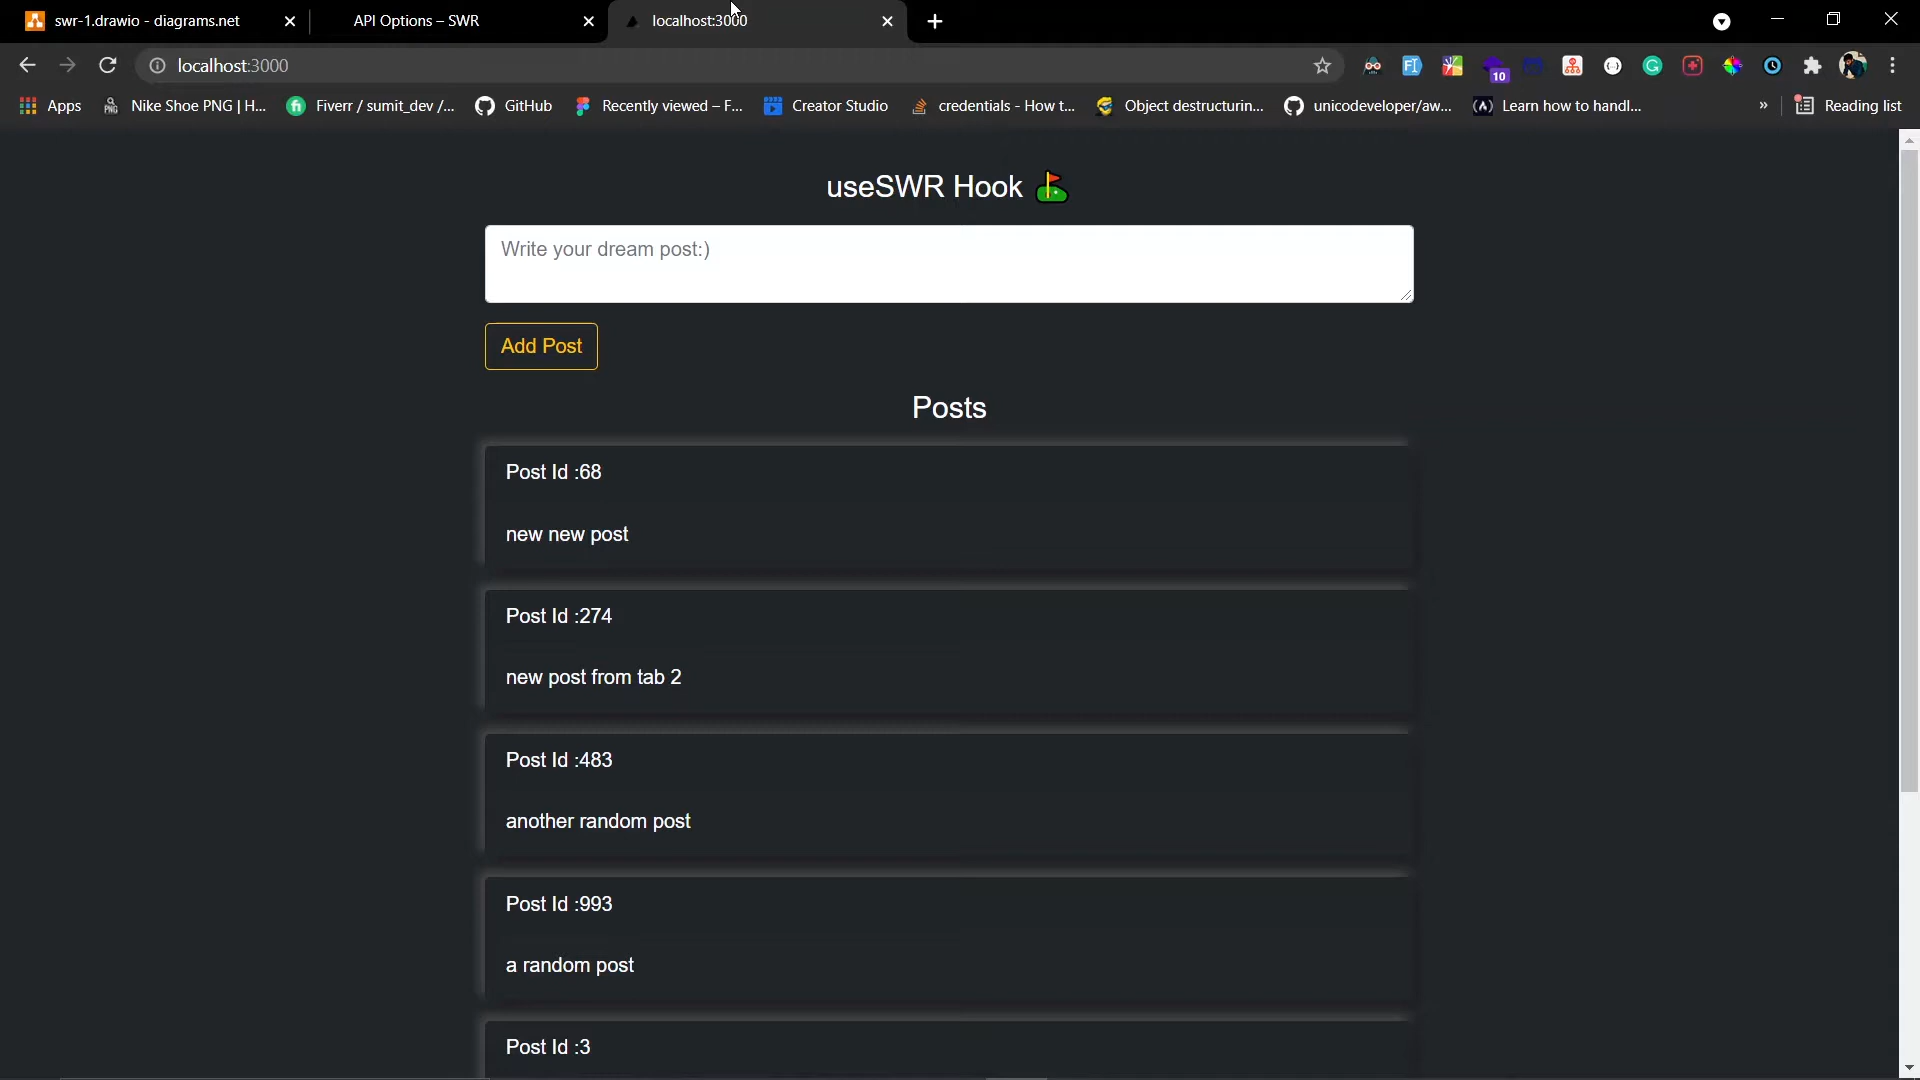 swr-1.drawio - diagrams.net
API Options – SWR
localhost:3000
localhost:3000
10
Apps
Nike Shoe PNG | H...
Fiverr / sumit_dev /...
GitHub
Recently viewed – F...
Creator Studio
credentials - How t...
Object destructurin...
unicodeveloper/aw...
Learn how to handl...
»
Reading list
useSWR Hook
Write your dream post:)
Add Post
Posts
Post Id :68
new new post
Post Id :274
new post from tab 2
Post Id :483
another random post
Post Id :993
a random post
Post Id :3